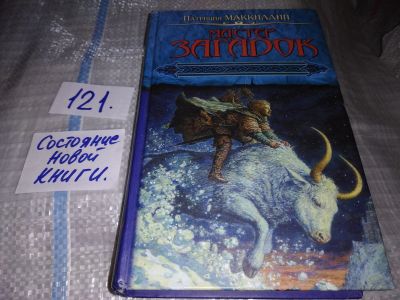 Патриция МАККИЛЛИП
МАСТЕР
ЗАГАДОК
121.
Состояние
новой
КНИГИ.